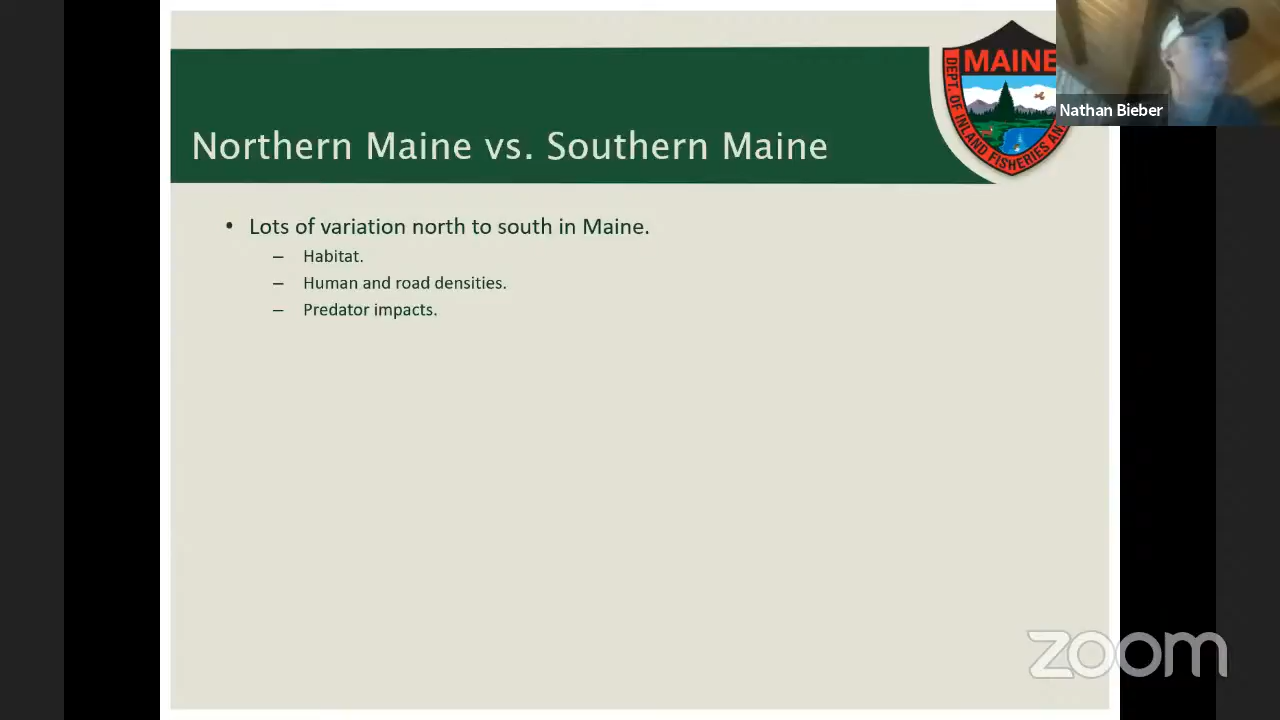 MAINE
DEPT. OF INLAND FISHERIES AN
Nathan Bieber
Northern Maine vs. Southern Maine
• Lots of variation north to south in Maine.
– Habitat.
– Human and road densities.
– Predator impacts.
zoom